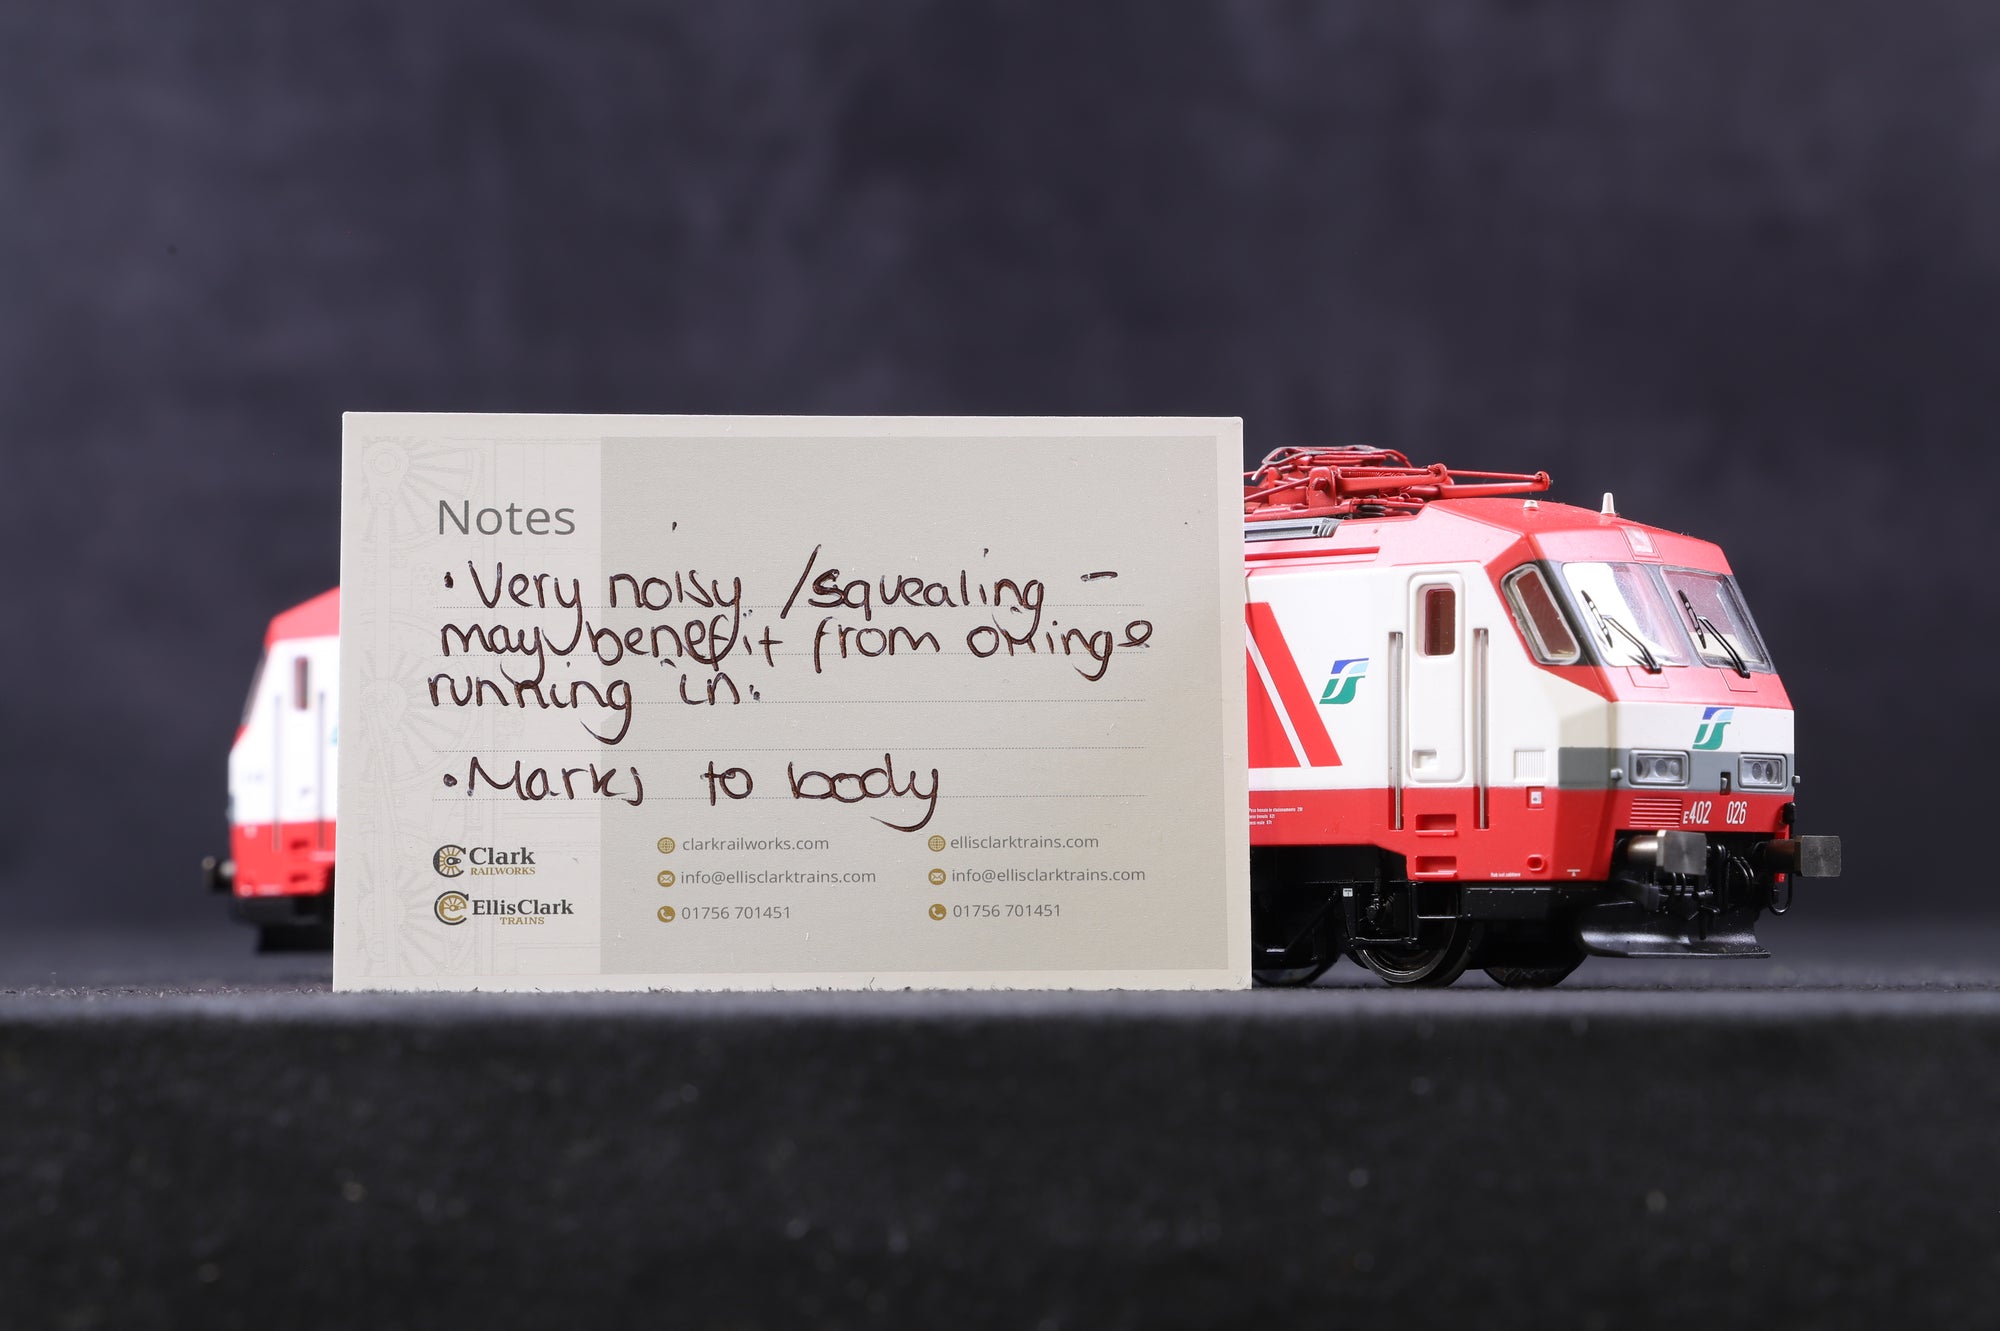 Notes
• Very noisy /squealing -
may benefit from oiling &
running in.
• Marks to body
Clark
RAILWORKS
clarkrailworks.com
ellisclarktrains.com
info@ellisclarktrains.com
info@ellisclarktrains.com
EllisClark
TRAINS
01756 701451
01756 701451
E402 026